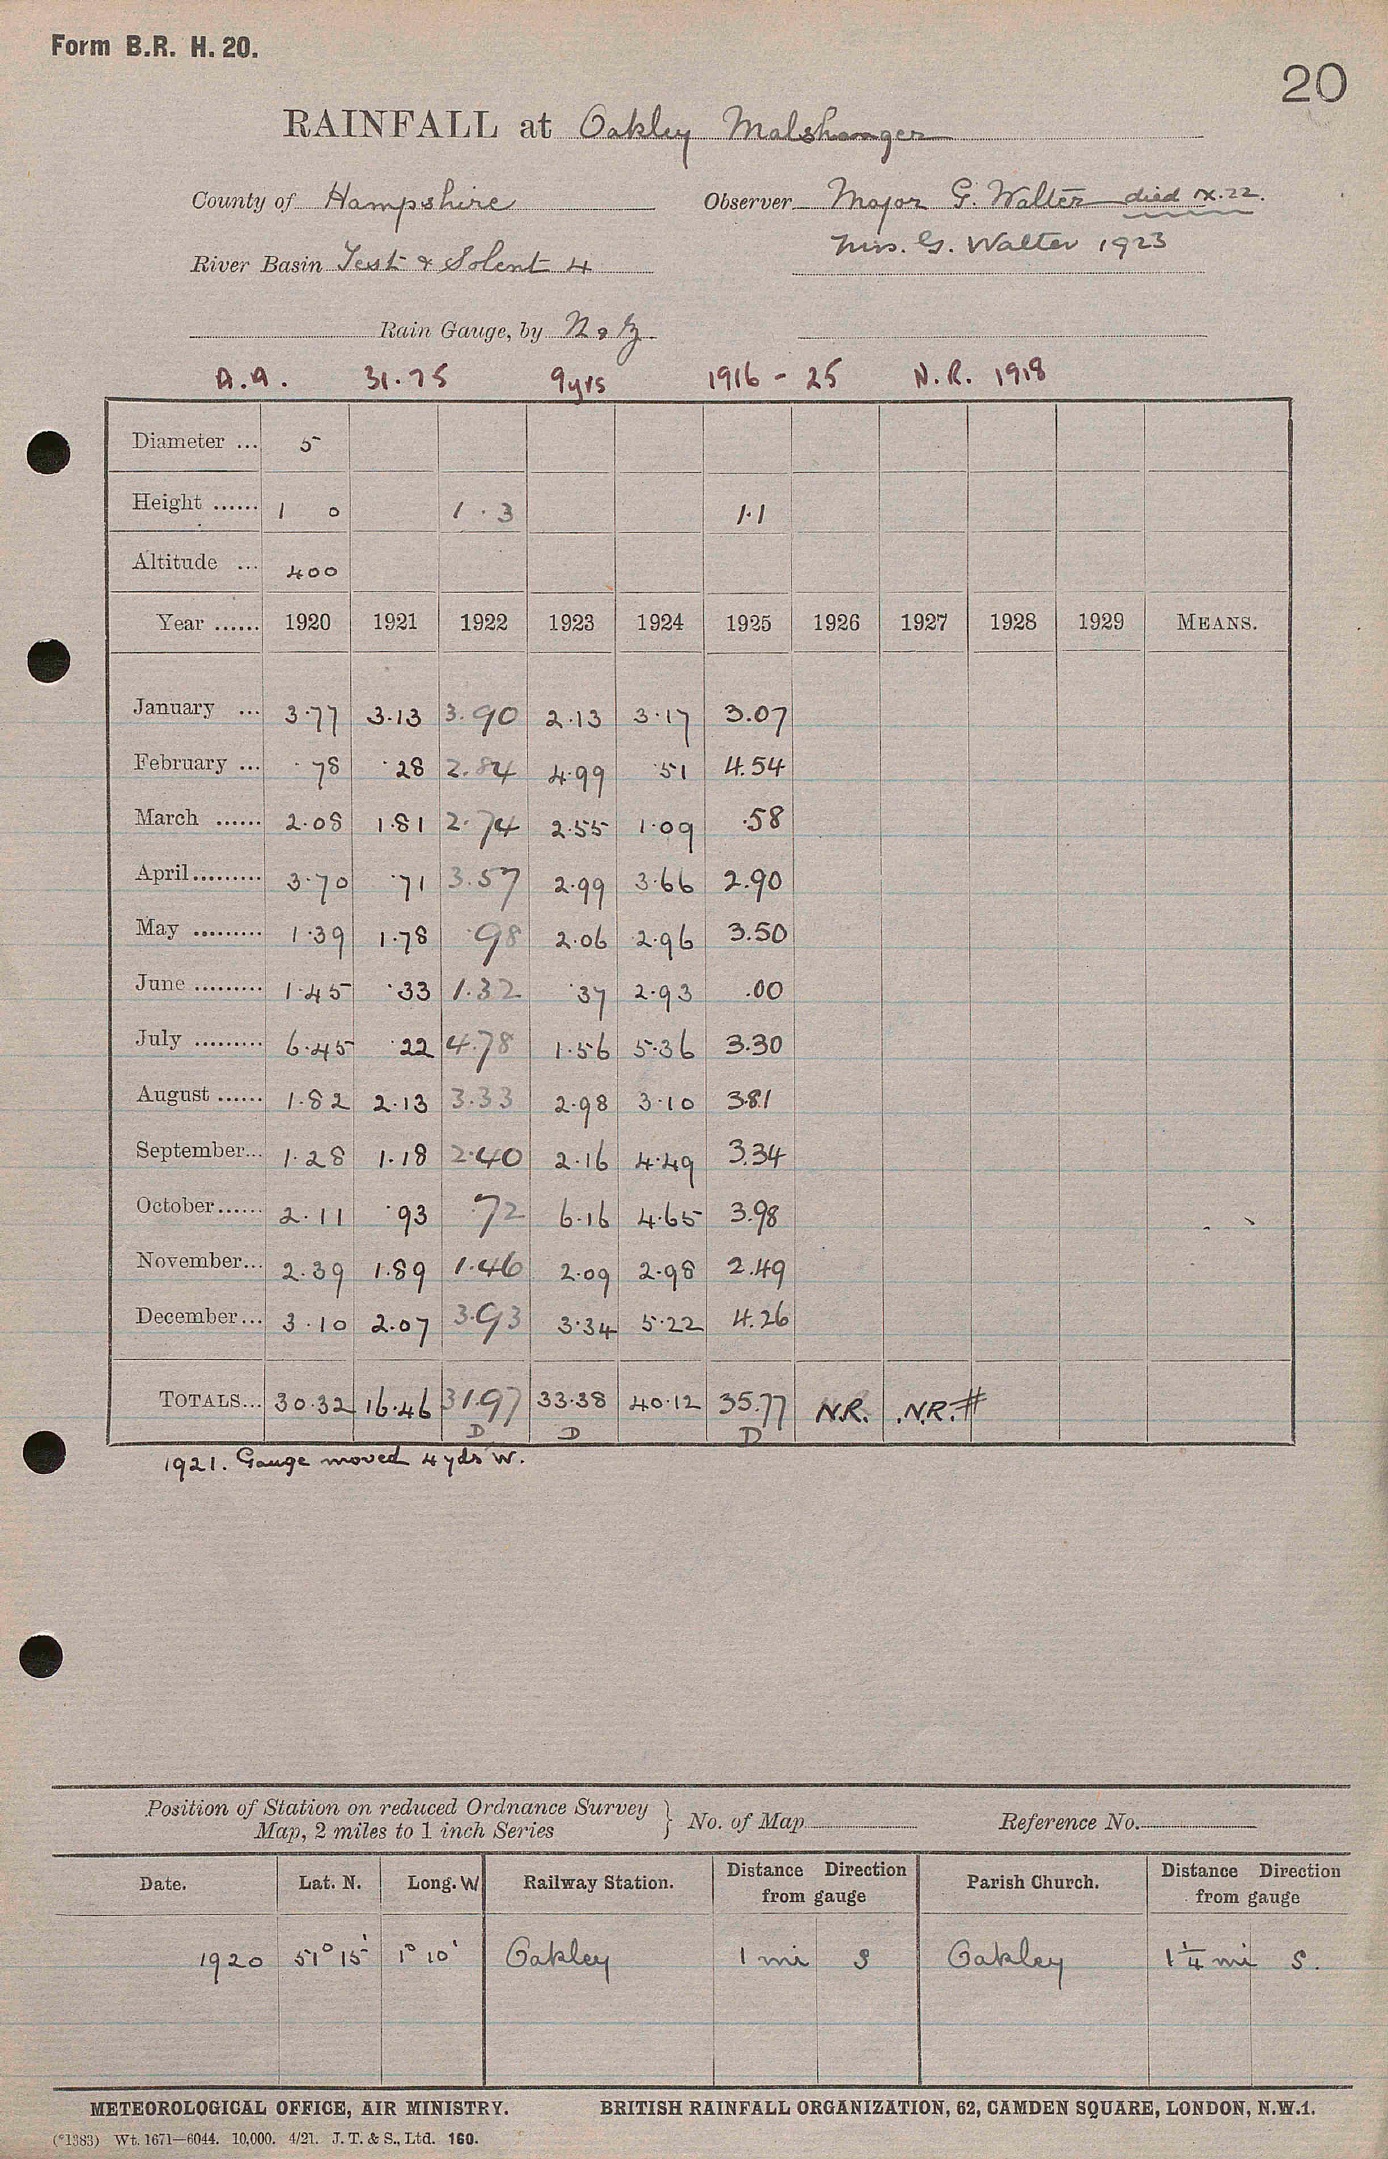 Form B.R. H. 20.
20
RAINFALL at Oakley Malshanger
County of Hampshire Observer Major G. Walter died IX.22.
Mrs. G. Walter 1923
River Basin Test & Solent 4
Rain Gauge, by N & Z
A.A. 31.75 9yrs 1916 - 25 N.R. 1918
Diameter ... 5
Height ...... 1 0 1.3 1.1
Altitude ... 400
Year ...... 1920 1921 1922 1923 1924 1925 1926 1927 1928 1929 MEANS.
January ... 3.77 3.13 3.90 2.13 3.17 3.07
February ... .78 .28 2.84 4.99 .51 4.54
March ...... 2.08 1.81 2.74 2.55 1.09 .58
April......... 3.70 .71 3.57 2.99 3.66 2.90
May ......... 1.39 1.78 .98 2.06 2.96 3.50
June ......... 1.45 .33 1.32 .37 2.93 .00
July ......... 6.45 .22 4.78 1.56 5.36 3.30
August ...... 1.82 2.13 3.33 2.98 3.10 3.81
September... 1.28 1.18 2.40 2.16 4.49 3.34
October...... 2.11 .93 .72 6.16 4.65 3.98
November... 2.39 1.89 1.46 2.09 2.98 2.49
December... 3.10 2.07 3.93 3.34 5.22 4.26
TOTALS... 30.32 16.46 31.97 33.38 40.12 35.77 N.R. N.R.#
D D D
1921. Gauge moved 4yds W.
Position of Station on reduced Ordnance Survey
Map, 2 miles to 1 inch Series } No. of Map Reference No.
Date. Lat. N. Long. W Railway Station. Distance Direction from gauge Parish Church. Distance Direction from gauge
1920 51° 15' 1° 10' Oakley 1 mi S Oakley 1 1/4 mi S.
METEOROLOGICAL OFFICE, AIR MINISTRY. BRITISH RAINFALL ORGANIZATION, 62, CAMDEN SQUARE, LONDON, N.W.1.
(*1383) Wt. 1671—6044. 10,000. 4/21. J. T. & S., Ltd. 160.